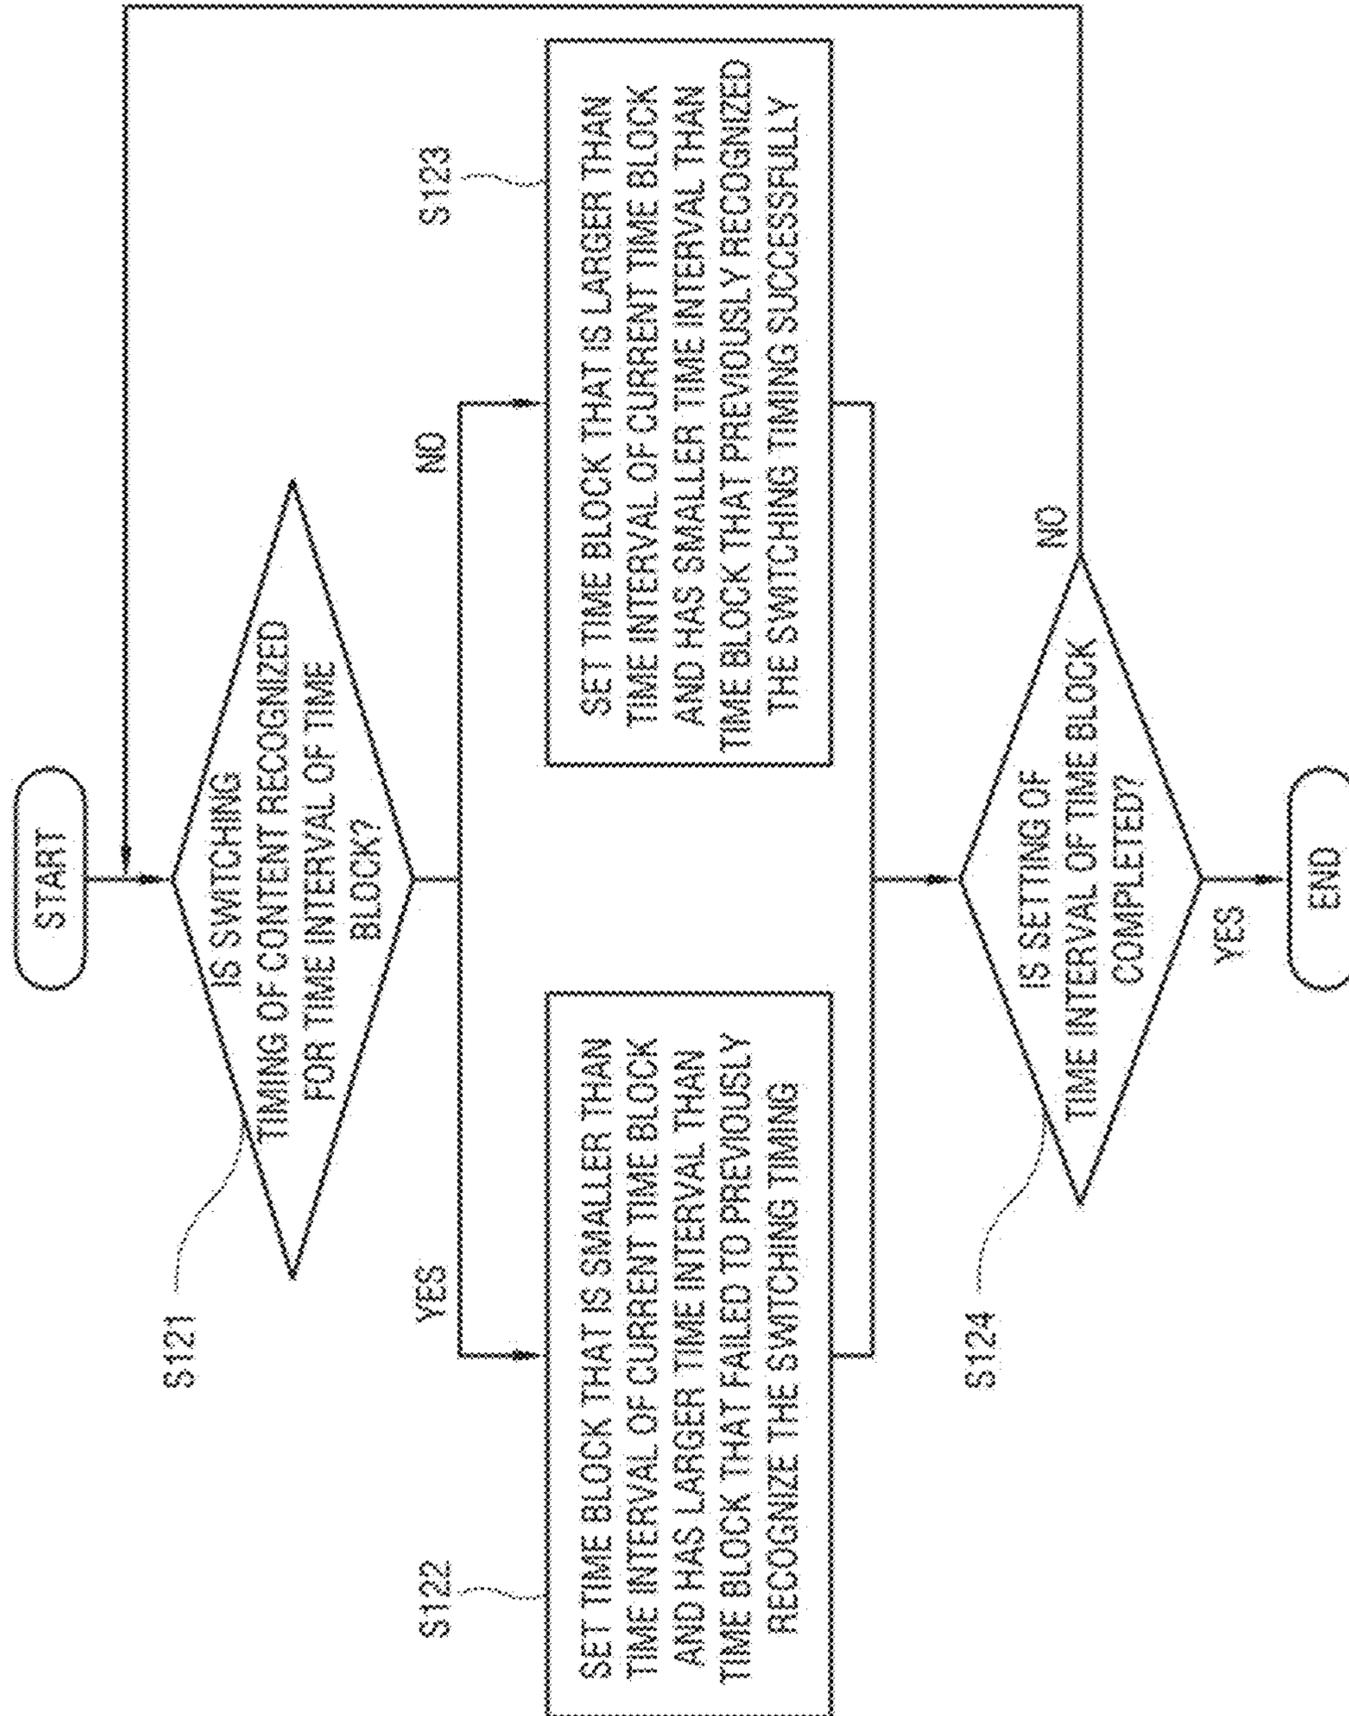 START
S121
IS SWITCHING
TIMING OF CONTENT RECOGNIZED
FOR TIME INTERVAL OF TIME
BLOCK?
YES
NO
S122
SET TIME BLOCK THAT IS SMALLER THAN
TIME INTERVAL OF CURRENT TIME BLOCK
AND HAS LARGER TIME INTERVAL THAN
TIME BLOCK THAT FAILED TO PREVIOUSLY
RECOGNIZE THE SWITCHING TIMING
S123
SET TIME BLOCK THAT IS LARGER THAN
TIME INTERVAL OF CURRENT TIME BLOCK
AND HAS SMALLER TIME INTERVAL THAN
TIME BLOCK THAT PREVIOUSLY RECOGNIZED
THE SWITCHING TIMING SUCCESSFULLY
S124
IS SETTING OF
TIME INTERVAL OF TIME BLOCK
COMPLETED?
NO
YES
END